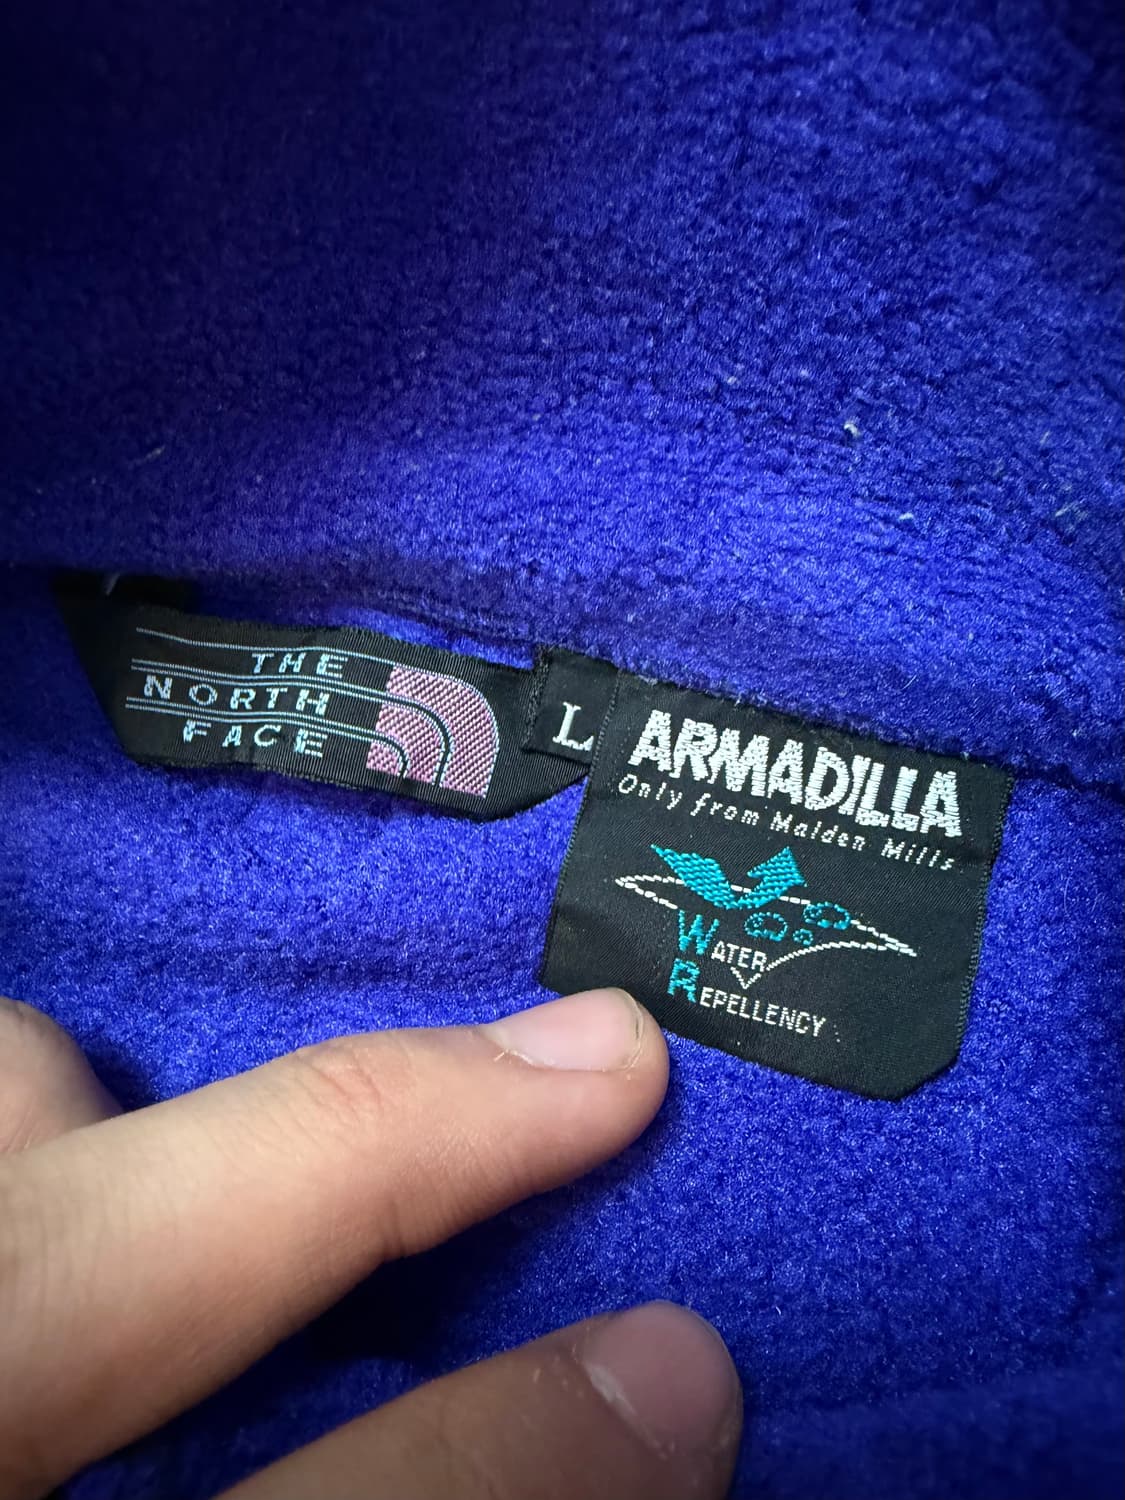 THE
NORTH
FACE
L
ARMADILLA
Only from Malden Mills
WATER
REPELLENCY